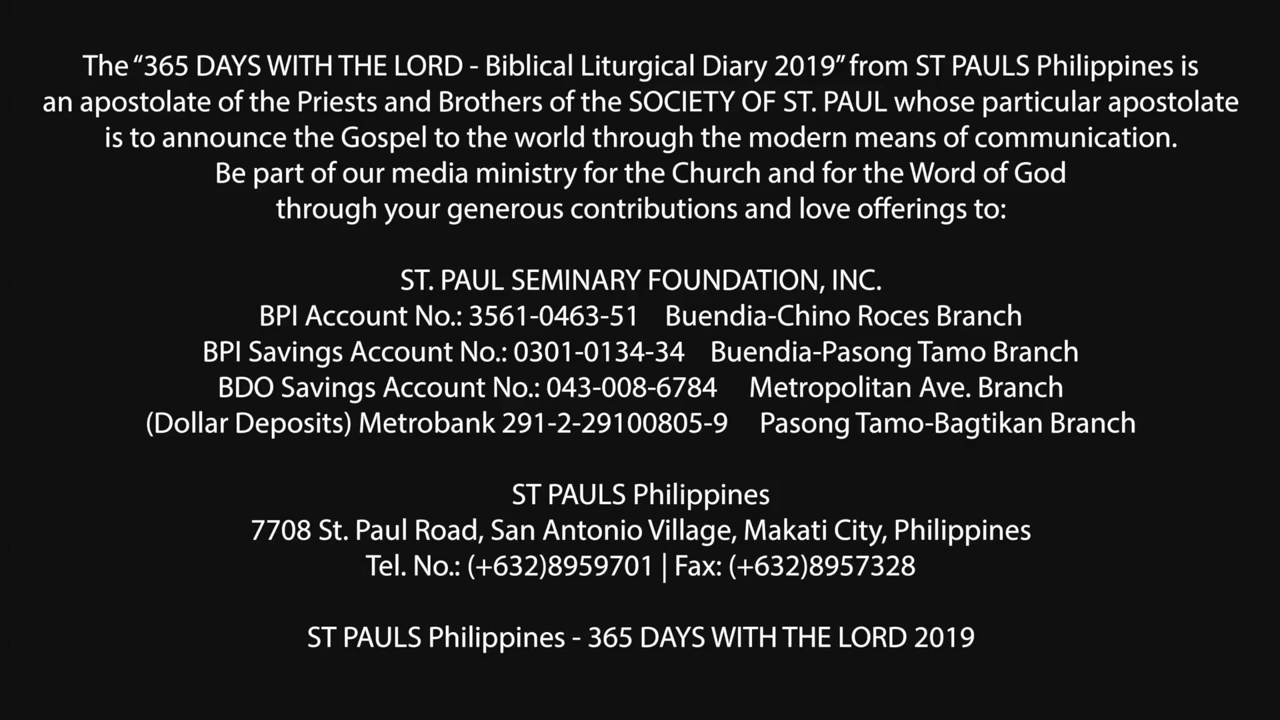 The “365 DAYS WITH THE LORD - Biblical Liturgical Diary 2019” from ST PAULS Philippines is
an apostolate of the Priests and Brothers of the SOCIETY OF ST. PAUL whose particular apostolate
is to announce the Gospel to the world through the modern means of communication.
Be part of our media ministry for the Church and for the Word of God
through your generous contributions and love offerings to:
ST. PAUL SEMINARY FOUNDATION, INC.
BPI Account No.: 3561-0463-51 Buendia-Chino Roces Branch
BPI Savings Account No.: 0301-0134-34 Buendia-Pasong Tamo Branch
BDO Savings Account No.: 043-008-6784 Metropolitan Ave. Branch
(Dollar Deposits) Metrobank 291-2-29100805-9 Pasong Tamo-Bagtikan Branch
ST PAULS Philippines
7708 St. Paul Road, San Antonio Village, Makati City, Philippines
Tel. No.: (+632)8959701 | Fax: (+632)8957328
ST PAULS Philippines - 365 DAYS WITH THE LORD 2019